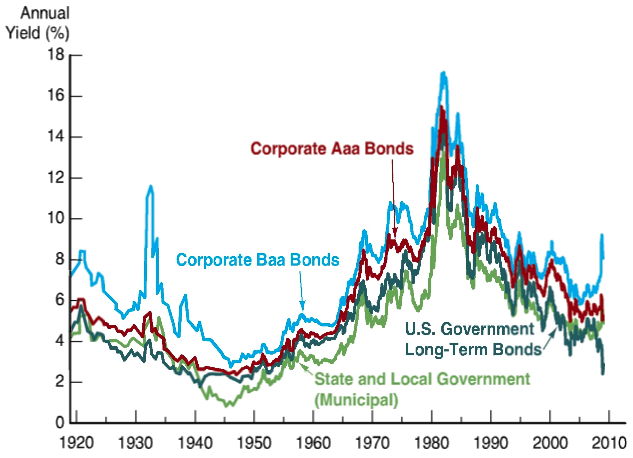 Annual
Yield (%)
18
16
14
12
10
8
6
4
2
0
Corporate Aaa Bonds
Corporate Baa Bonds
U.S. Government
Long-Term Bonds
State and Local Government
(Municipal)
1920 1930 1940 1950 1960 1970 1980 1990 2000 2010